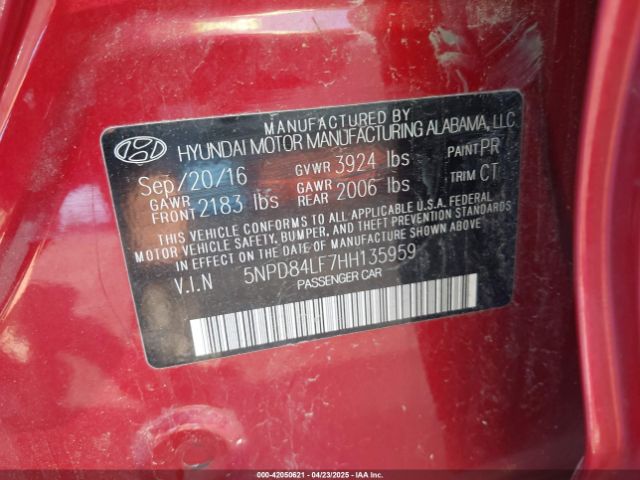 MANUFACTURED BY
HYUNDAI MOTOR MANUFACTURING ALABAMA, LLC
Sep/20/16 GVWR 3924 lbs PAINT PR
GAWR FRONT 2183 lbs GAWR REAR 2006 lbs TRIM CT
THIS VEHICLE CONFORMS TO ALL APPLICABLE U.S.A. FEDERAL
MOTOR VEHICLE SAFETY, BUMPER, AND THEFT PREVENTION STANDARDS
IN EFFECT ON THE DATE OF MANUFACTURE SHOWN ABOVE.
V.I.N 5NPD84LF7HH135959
PASSENGER CAR
000-42050621 - 04/23/2025 - IAAI.COM